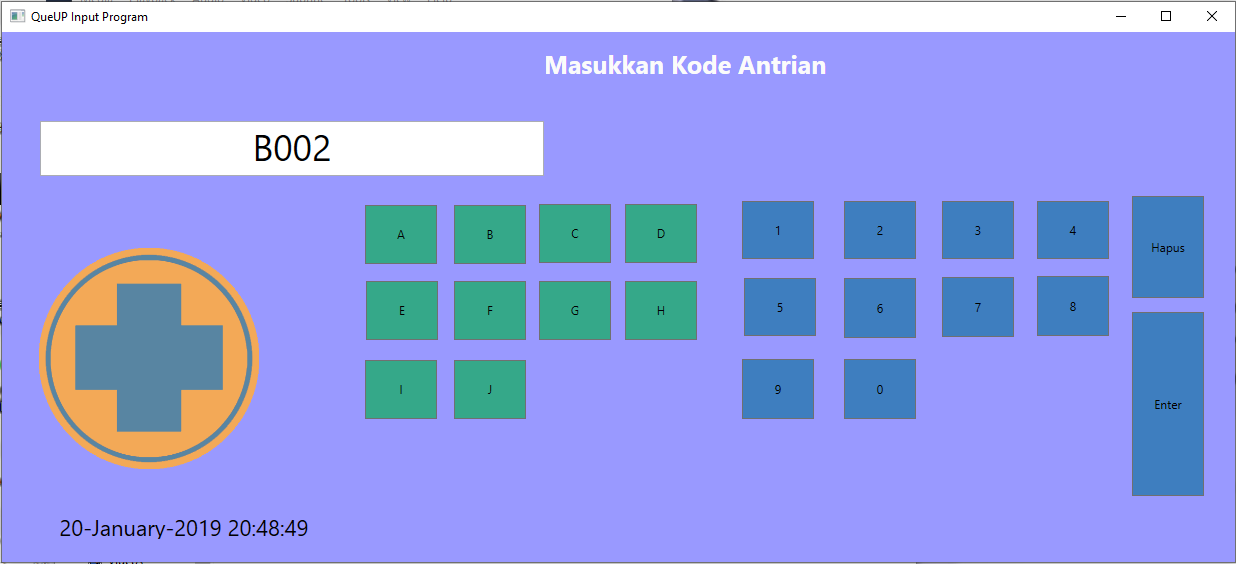 QueUP Input Program
Masukkan Kode Antrian
B002
A B C D
1 2 3 4
Hapus
E F G H
5 6 7 8
I J
9 0
Enter
20-January-2019 20:48:49